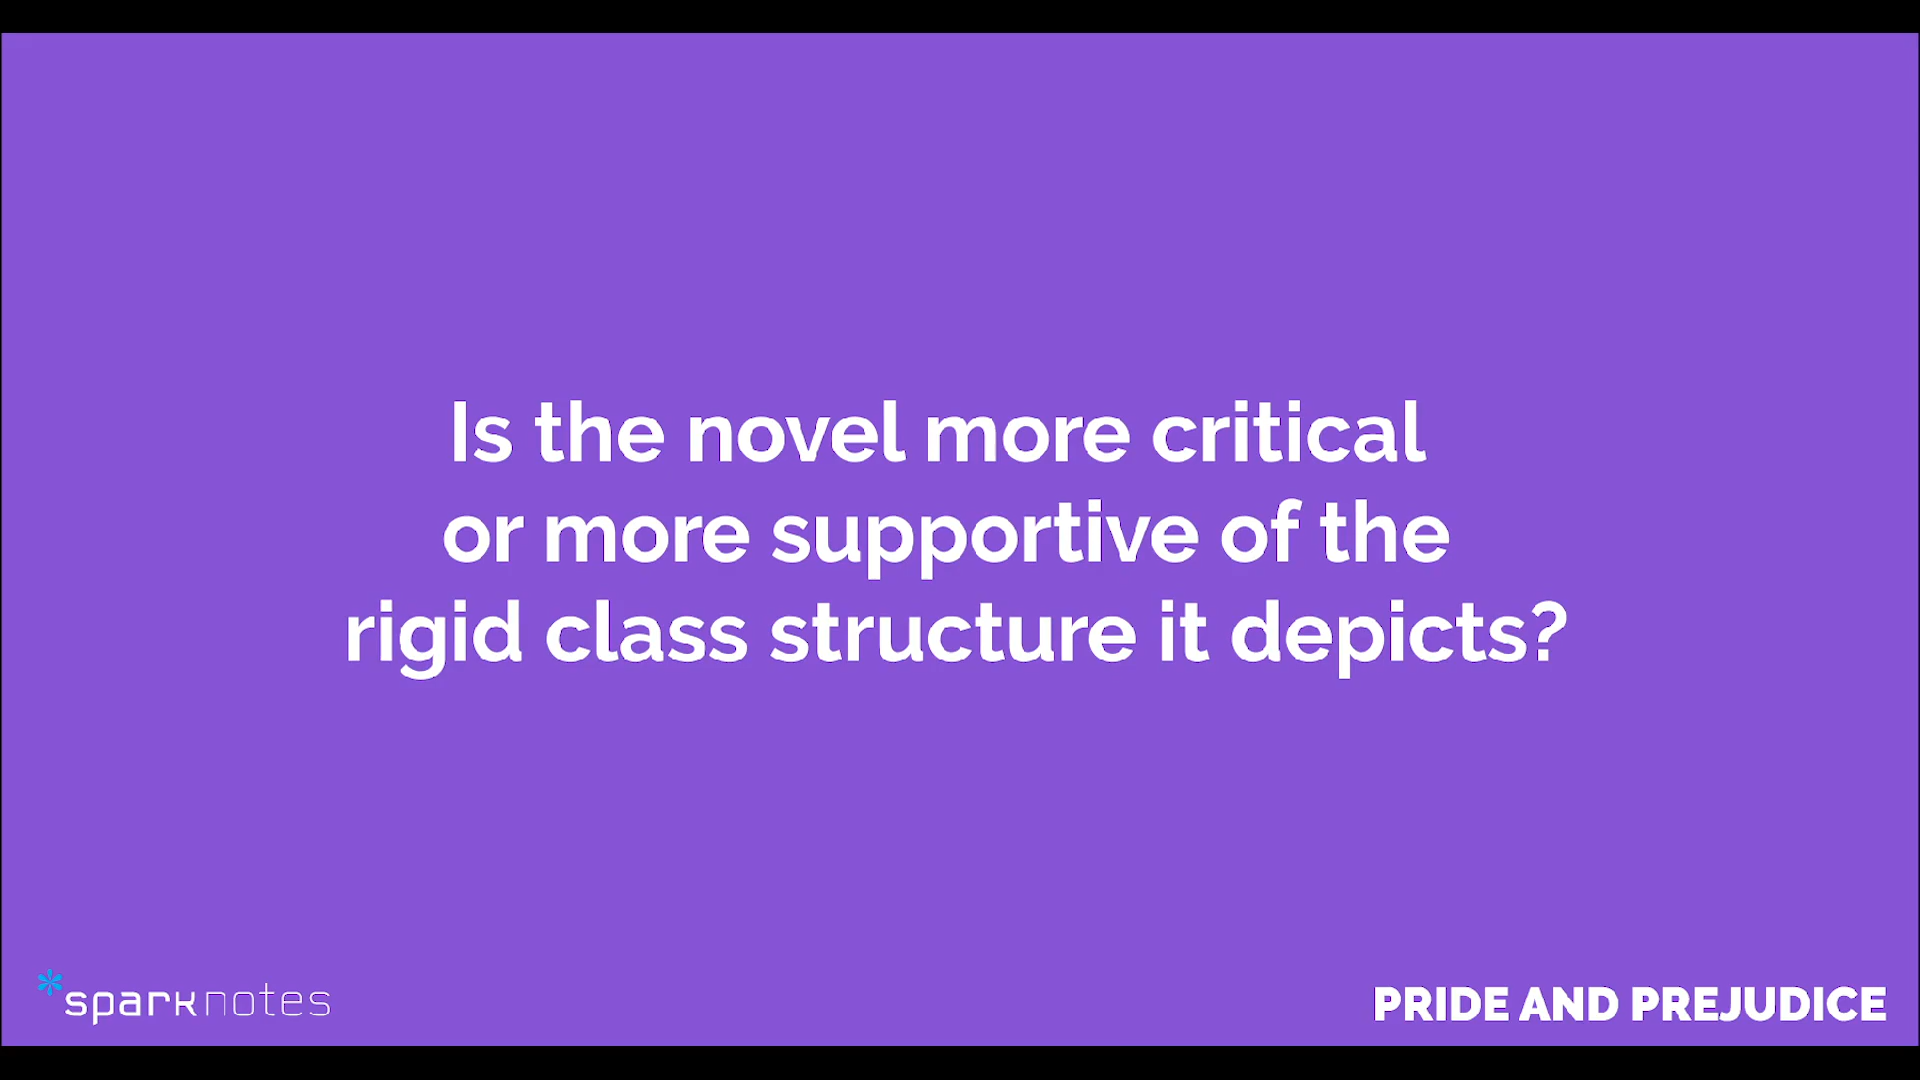 Is the novel more critical
or more supportive of the
rigid class structure it depicts?
*sparknotes
PRIDE AND PREJUDICE